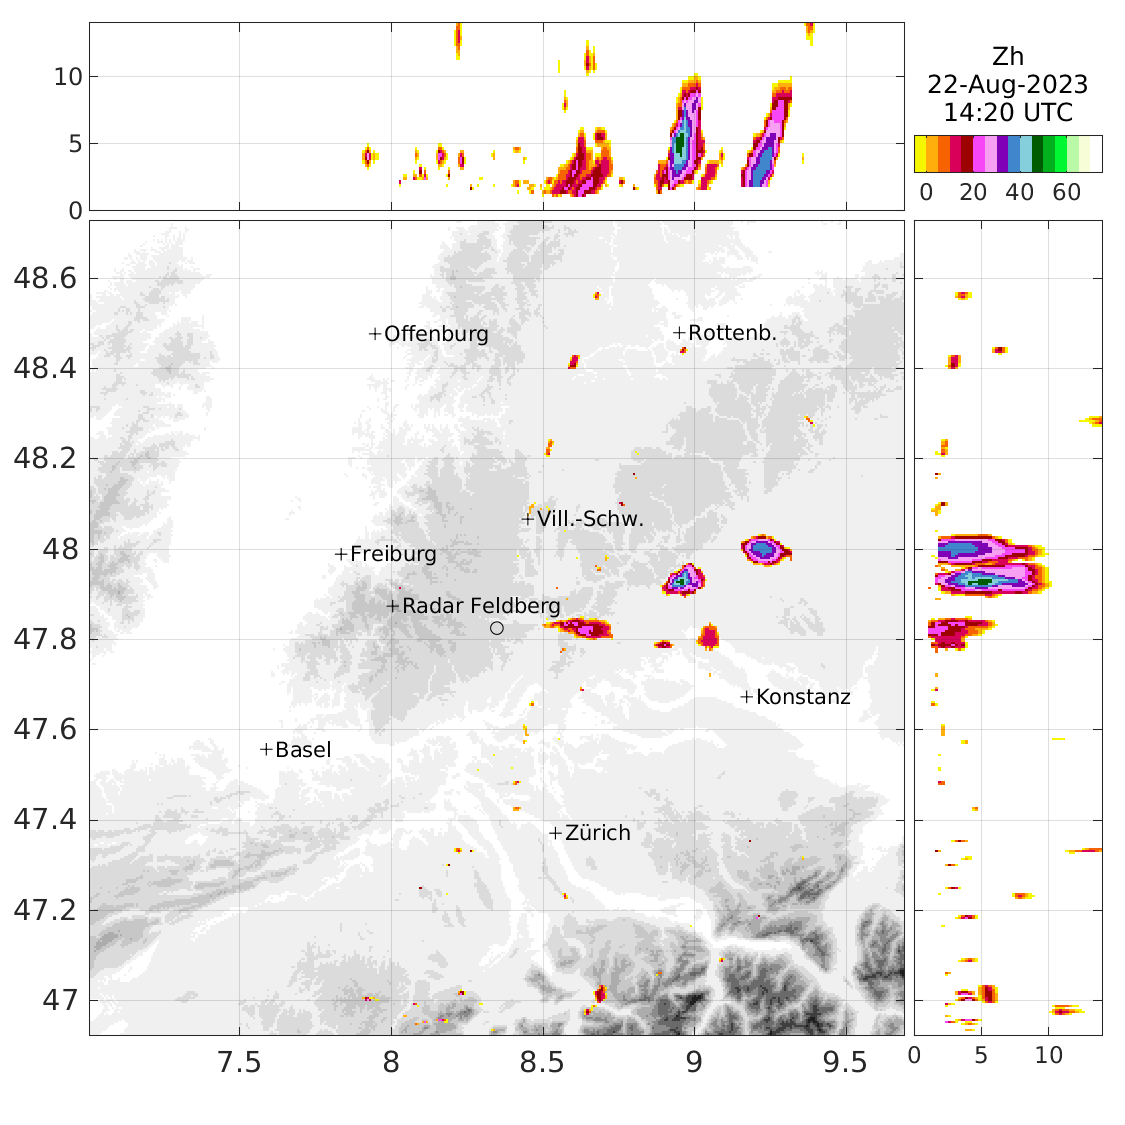 10
5
0
Zh
22-Aug-2023
14:20 UTC
0 20 40 60
48.6
48.4
48.2
48
47.8
47.6
47.4
47.2
47
+Offenburg
+Rottenb.
+Vill.-Schw.
+Freiburg
+Radar Feldberg
+Konstanz
+Basel
+Zürich
7.5 8 8.5 9 9.5
0 5 10